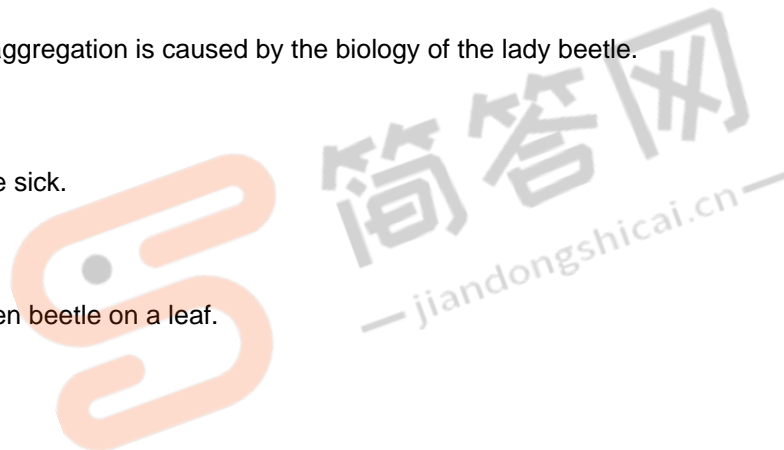 aggregation is caused by the biology of the lady beetle.
简答网
jiandongshicai.cn
e sick.
en beetle on a leaf.